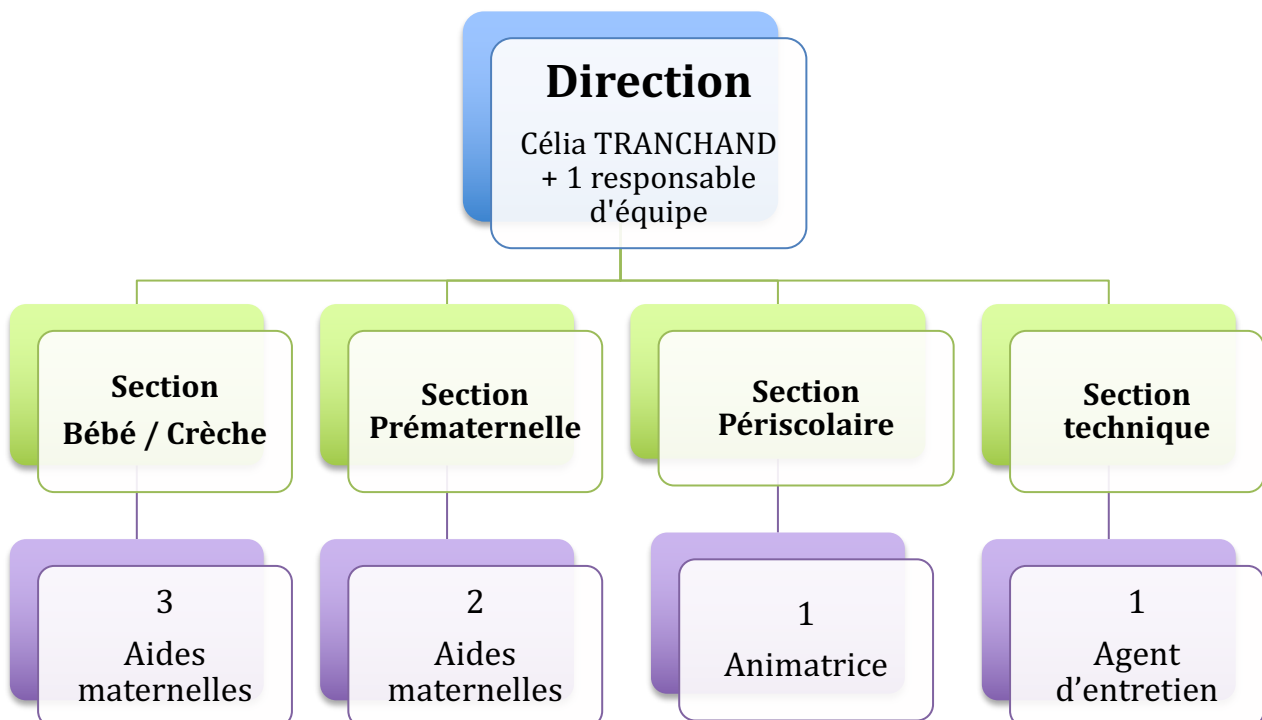 Direction
Célia TRANCHAND
+ 1 responsable
d'équipe
Section
Bébé / Crèche
Section
Prématernelle
Section
Périscolaire
Section
technique
3
Aides
maternelles
2
Aides
maternelles
1
Animatrice
1
Agent
d’entretien